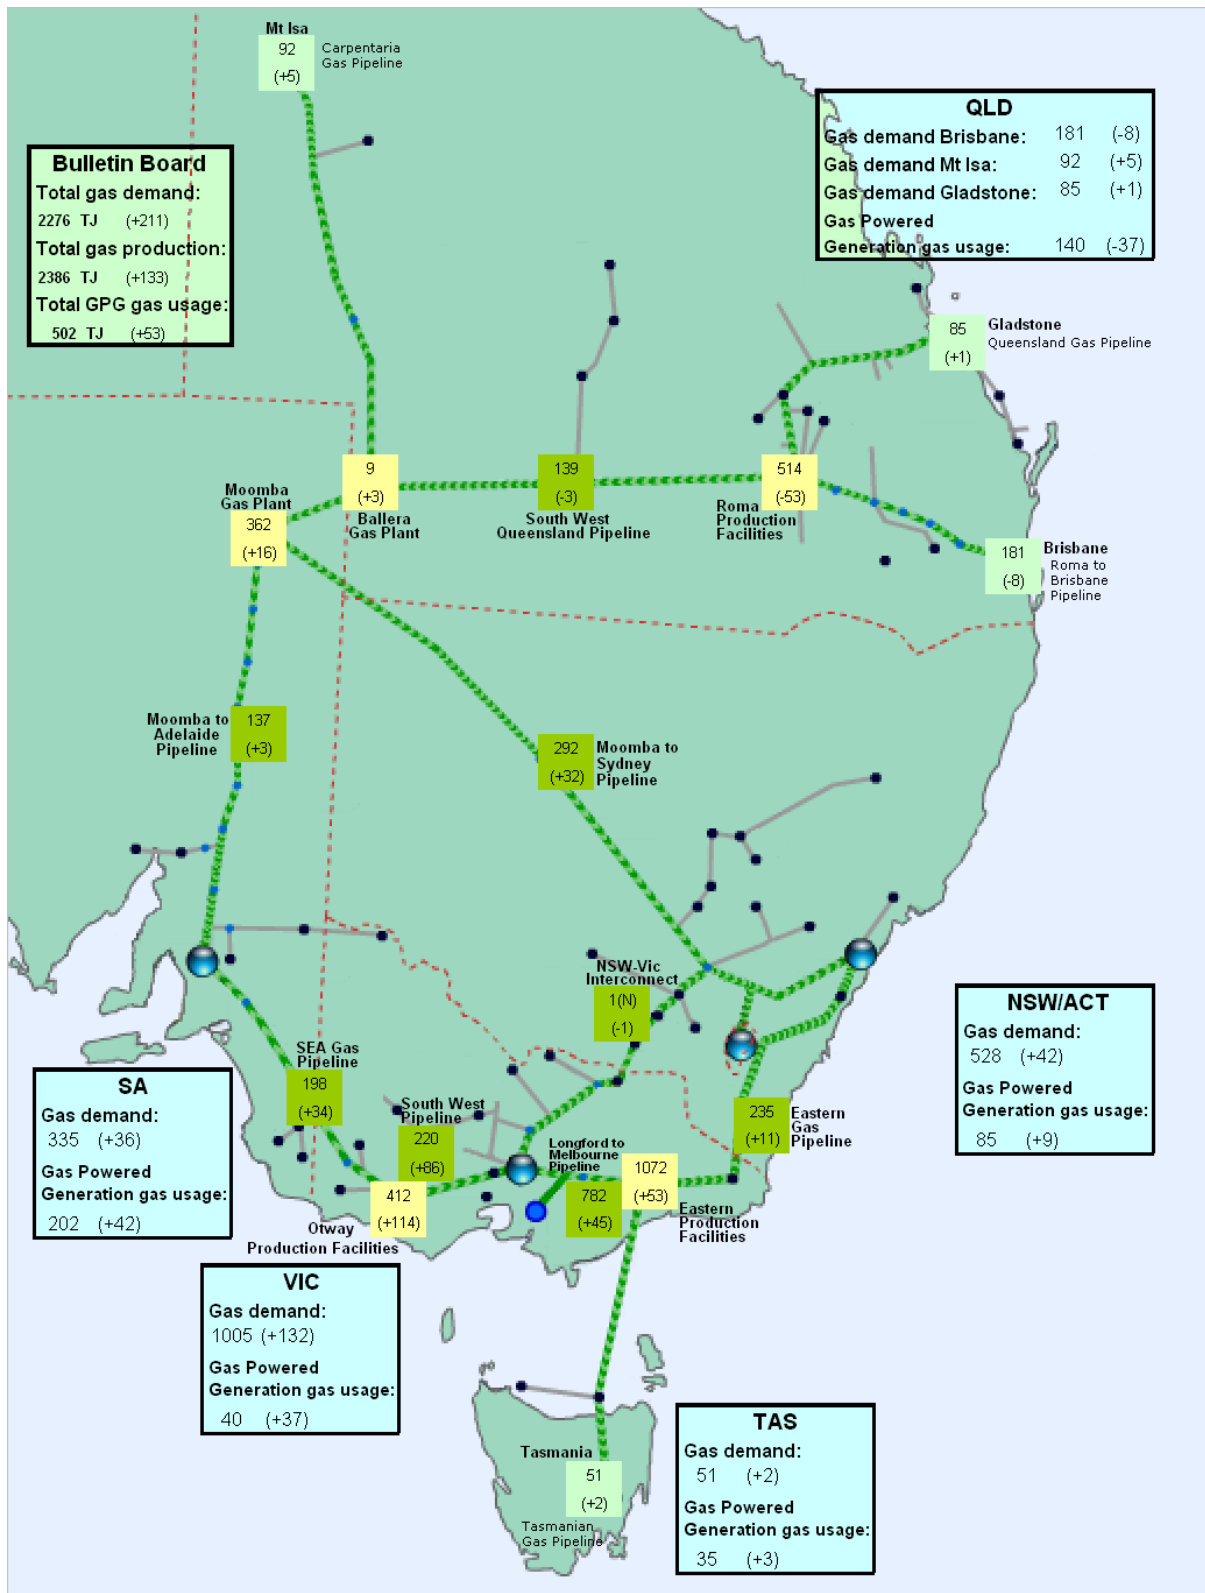 Mt Isa
92
(+5)
Carpentaria
Gas Pipeline
QLD
Gas demand Brisbane: 181 (-8)
Gas demand Mt Isa: 92 (+5)
Gas demand Gladstone: 85 (+1)
Gas Powered
Generation gas usage: 140 (-37)
Bulletin Board
Total gas demand:
2276 TJ (+211)
Total gas production:
2386 TJ (+133)
Total GPG gas usage:
502 TJ (+53)
85
(+1)
Gladstone
Queensland Gas Pipeline
9
(+3)
Ballera
Gas Plant
139
(-3)
South West
Queensland Pipeline
514
(-53)
Roma
Production
Facilities
Moomba
Gas Plant
362
(+16)
181
(-8)
Brisbane
Roma to
Brisbane
Pipeline
Moomba to
Adelaide
Pipeline
137
(+3)
292
(+32)
Moomba to
Sydney
Pipeline
NSW-Vic
Interconnect
1(N)
(-1)
NSW/ACT
Gas demand:
528 (+42)
Gas Powered
Generation gas usage:
85 (+9)
SEA Gas
Pipeline
198
(+34)
SA
Gas demand:
335 (+36)
Gas Powered
Generation gas usage:
202 (+42)
South West
Pipeline
220
(+86)
235
(+11)
Eastern
Gas
Pipeline
Longford to
Melbourne
Pipeline
782
(+45)
1072
(+53)
Eastern
Production
Facilities
412
(+114)
Otway
Production Facilities
VIC
Gas demand:
1005 (+132)
Gas Powered
Generation gas usage:
40 (+37)
TAS
Gas demand:
51 (+2)
Gas Powered
Generation gas usage:
35 (+3)
Tasmania
51
(+2)
Tasmanian
Gas Pipeline